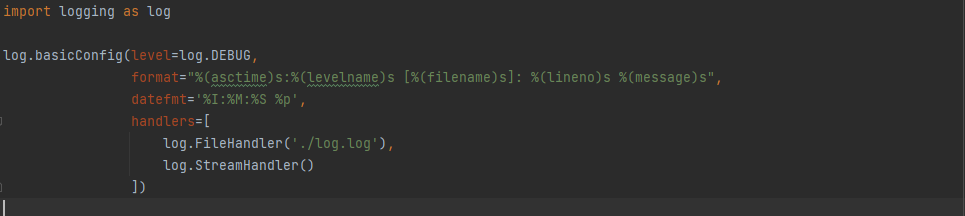 import logging as log
log.basicConfig(level=log.DEBUG,
format="%(asctime)s:%(levelname)s [%(filename)s]: %(lineno)s %(message)s",
datefmt='%I:%M:%S %p',
handlers=[
log.FileHandler('./log.log'),
log.StreamHandler()
])